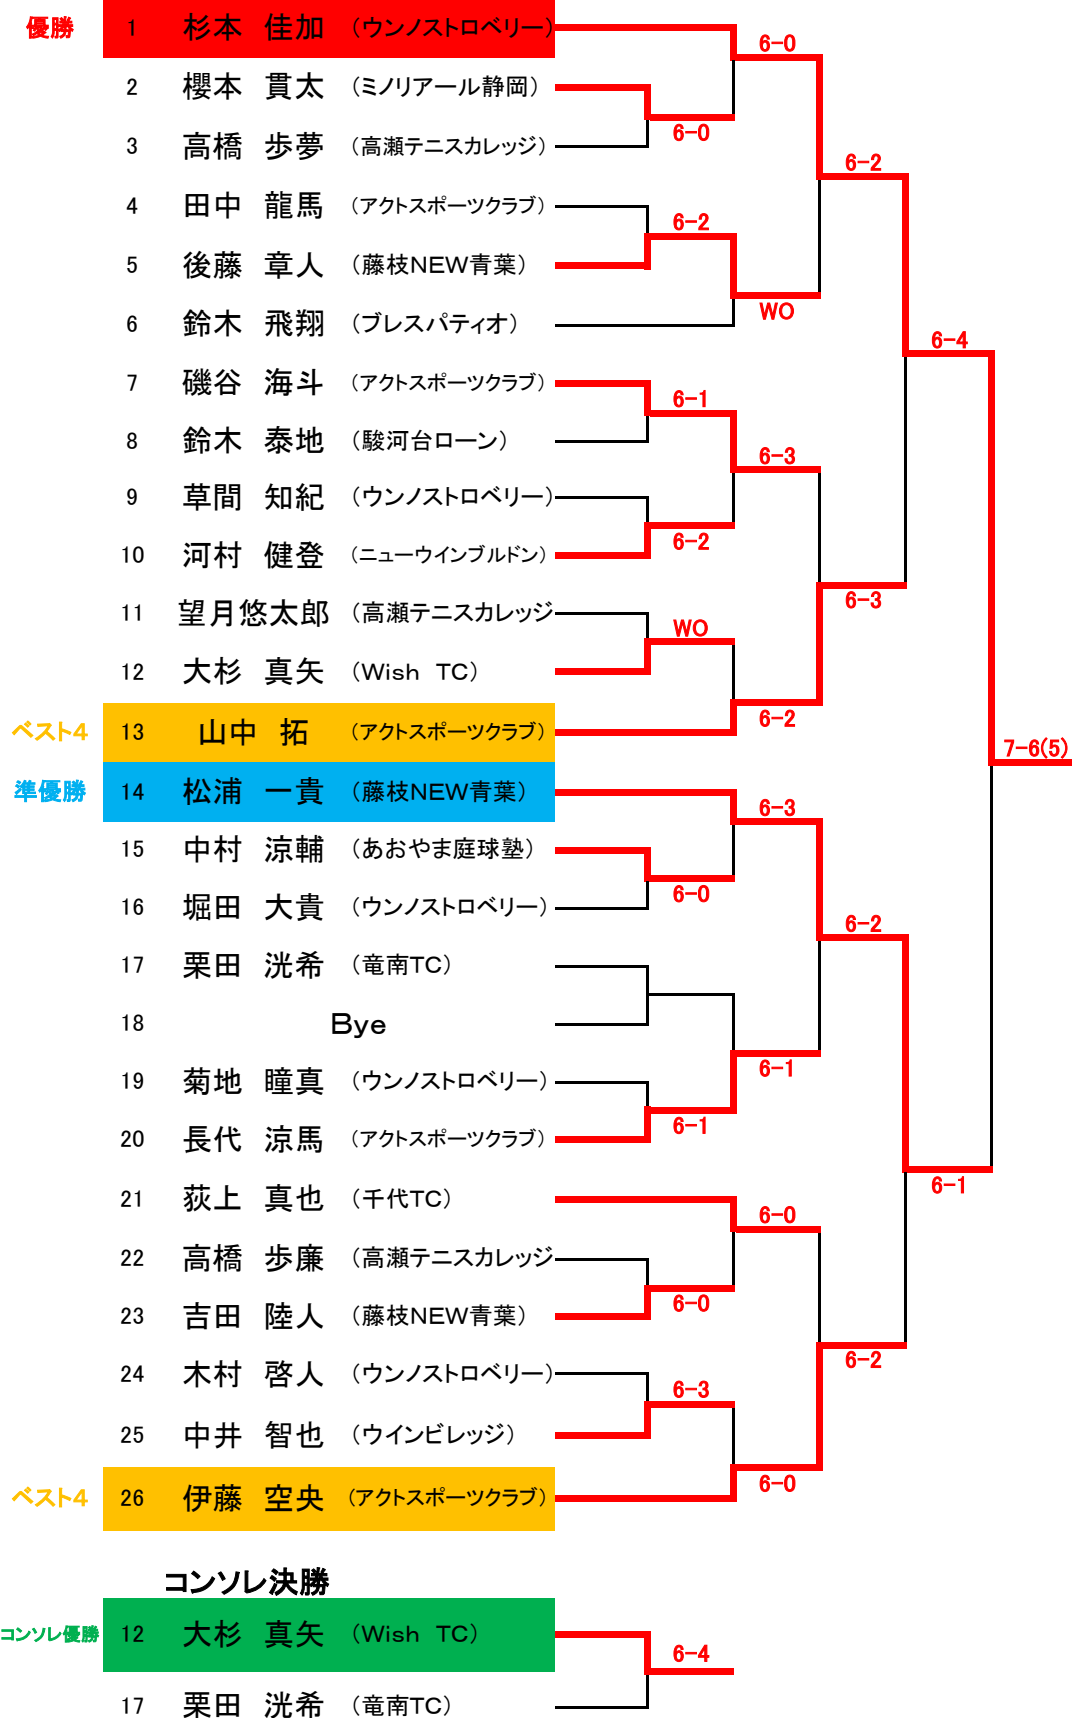 優勝 1 杉本 佳加 (ウンノストロベリー)
6-0
2 櫻本 貫太 (ミノリアール静岡)
6-0
3 高橋 歩夢 (高瀬テニスカレッジ)
6-2
4 田中 龍馬 (アクトスポーツクラブ)
6-2
5 後藤 章人 (藤枝NEW青葉)
WO
6 鈴木 飛翔 (ブレスパティオ)
6-4
7 磯谷 海斗 (アクトスポーツクラブ)
6-1
8 鈴木 泰地 (駿河台ローン)
6-3
9 草間 知紀 (ウンノストロベリー)
6-2
10 河村 健登 (ニューウインブルドン)
6-3
11 望月悠太郎 (高瀬テニスカレッジ
WO
12 大杉 真矢 (Wish TC)
6-2
ベスト4 13 山中 拓 (アクトスポーツクラブ)
7-6(5)
準優勝 14 松浦 一貴 (藤枝NEW青葉)
6-3
15 中村 涼輔 (あおやま庭球塾)
6-0
16 堀田 大貴 (ウンノストロベリー)
6-2
17 栗田 洸希 (竜南TC)
18 Bye
6-1
19 菊地 瞳真 (ウンノストロベリー)
6-1
20 長代 涼馬 (アクトスポーツクラブ)
6-1
21 荻上 真也 (千代TC)
6-0
22 高橋 歩廉 (高瀬テニスカレッジ
6-0
23 吉田 陸人 (藤枝NEW青葉)
6-2
24 木村 啓人 (ウンノストロベリー)
6-3
25 中井 智也 (ウインビレッジ)
6-0
ベスト4 26 伊藤 空央 (アクトスポーツクラブ)
コンソレ決勝
コンソレ優勝 12 大杉 真矢 (Wish TC)
6-4
17 栗田 洸希 (竜南TC)